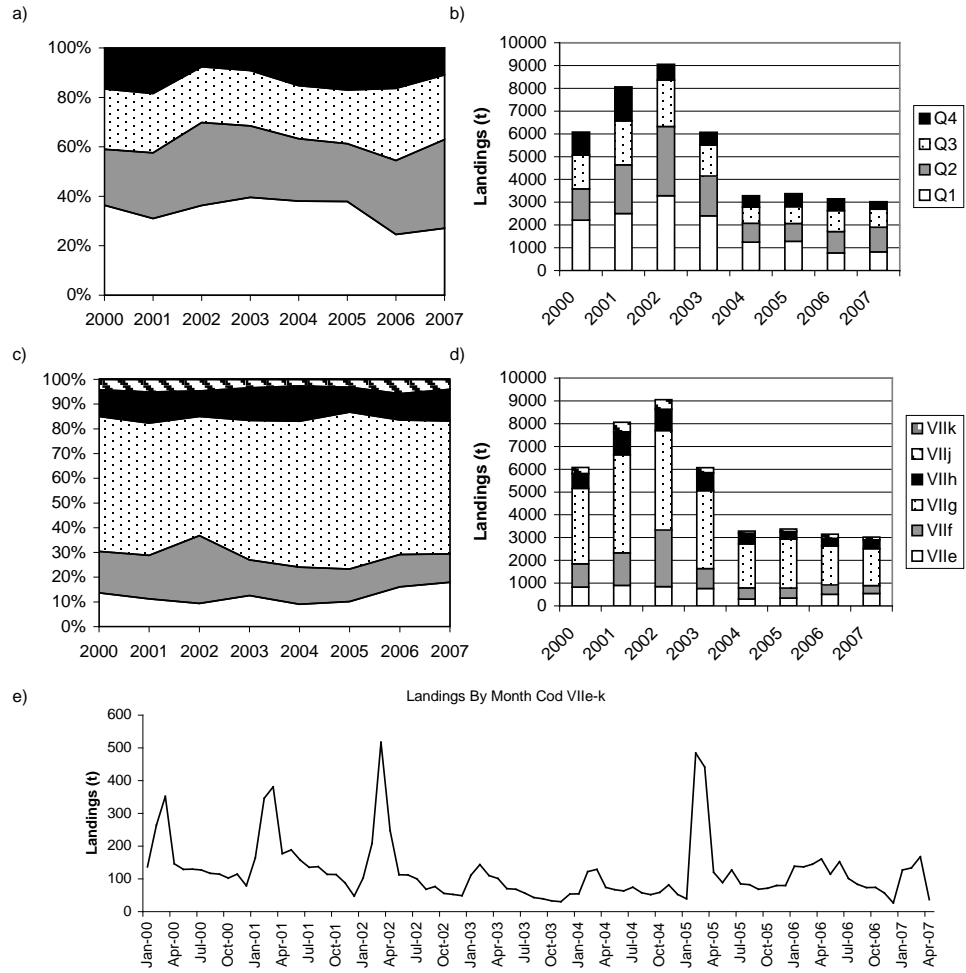 a)
100%
80%
60%
40%
20%
0%
2000 2001 2002 2003 2004 2005 2006 2007
b)
Landings (t)
10000
9000
8000
7000
6000
5000
4000
3000
2000
1000
0
2000 2001 2002 2003 2004 2005 2006 2007
Q4
Q3
Q2
Q1
c)
100%
90%
80%
70%
60%
50%
40%
30%
20%
10%
0%
2000 2001 2002 2003 2004 2005 2006 2007
d)
Landings (t)
10000
9000
8000
7000
6000
5000
4000
3000
2000
1000
0
2000 2001 2002 2003 2004 2005 2006 2007
VIIk
VIIj
VIIh
VIIg
VIIf
VIIe
e)
Landings By Month Cod VIIe-k
Landings (t)
600
500
400
300
200
100
0
Jan-00 Apr-00 Jul-00 Oct-00 Jan-01 Apr-01 Jul-01 Oct-01 Jan-02 Apr-02 Jul-02 Oct-02 Jan-03 Apr-03 Jul-03 Oct-03 Jan-04 Apr-04 Jul-04 Oct-04 Jan-05 Apr-05 Jul-05 Oct-05 Jan-06 Apr-06 Jul-06 Oct-06 Jan-07 Apr-07